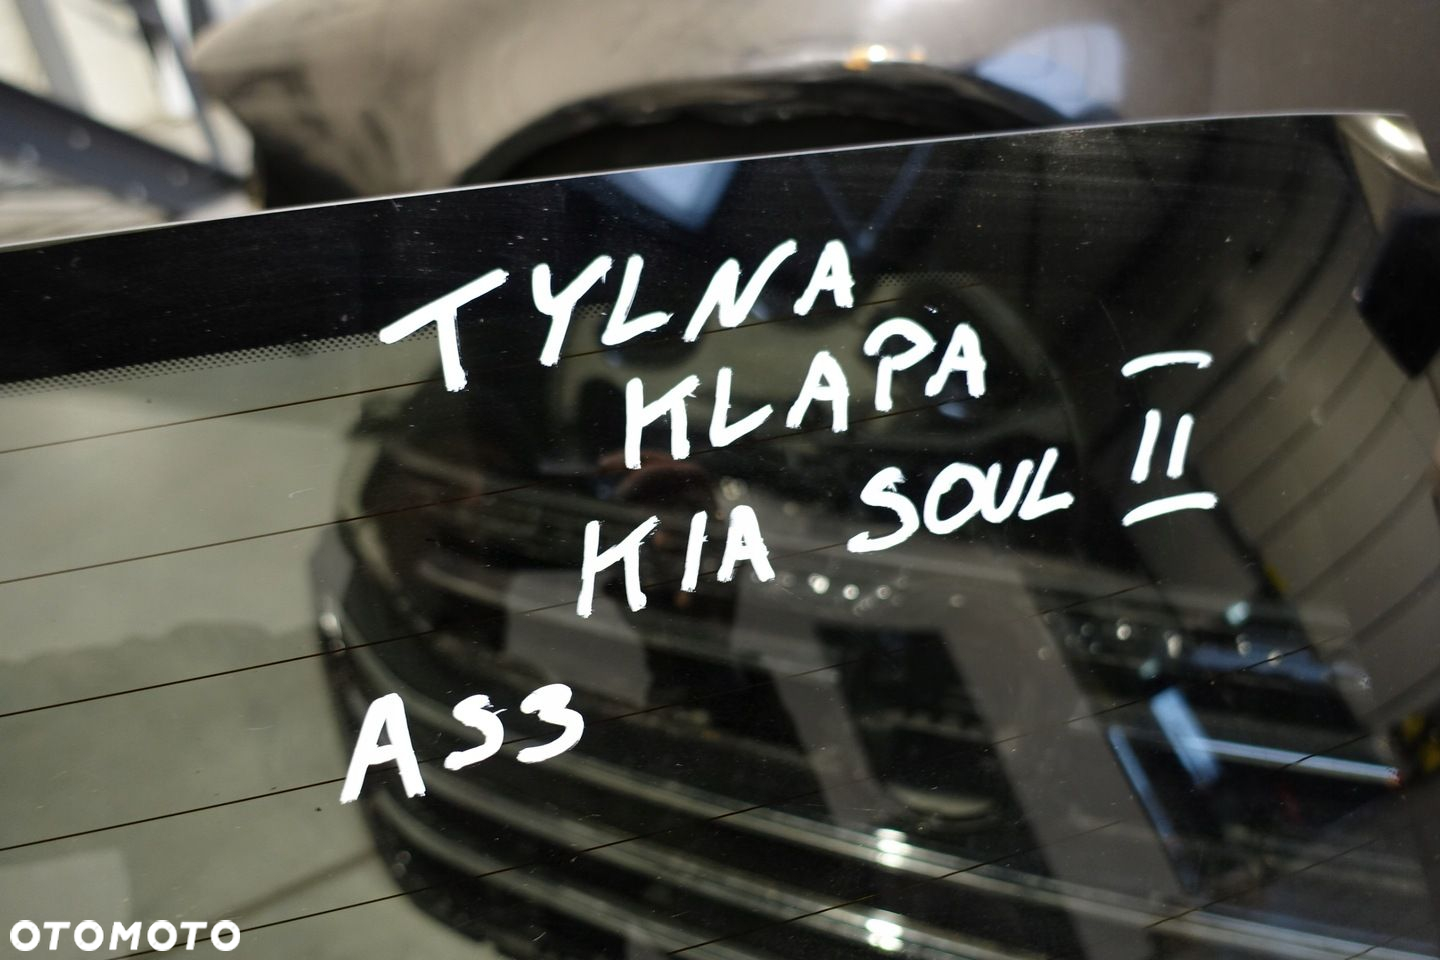 TYLNA
KLAPA
KIA SOUL II
AS3
OTOMOTO